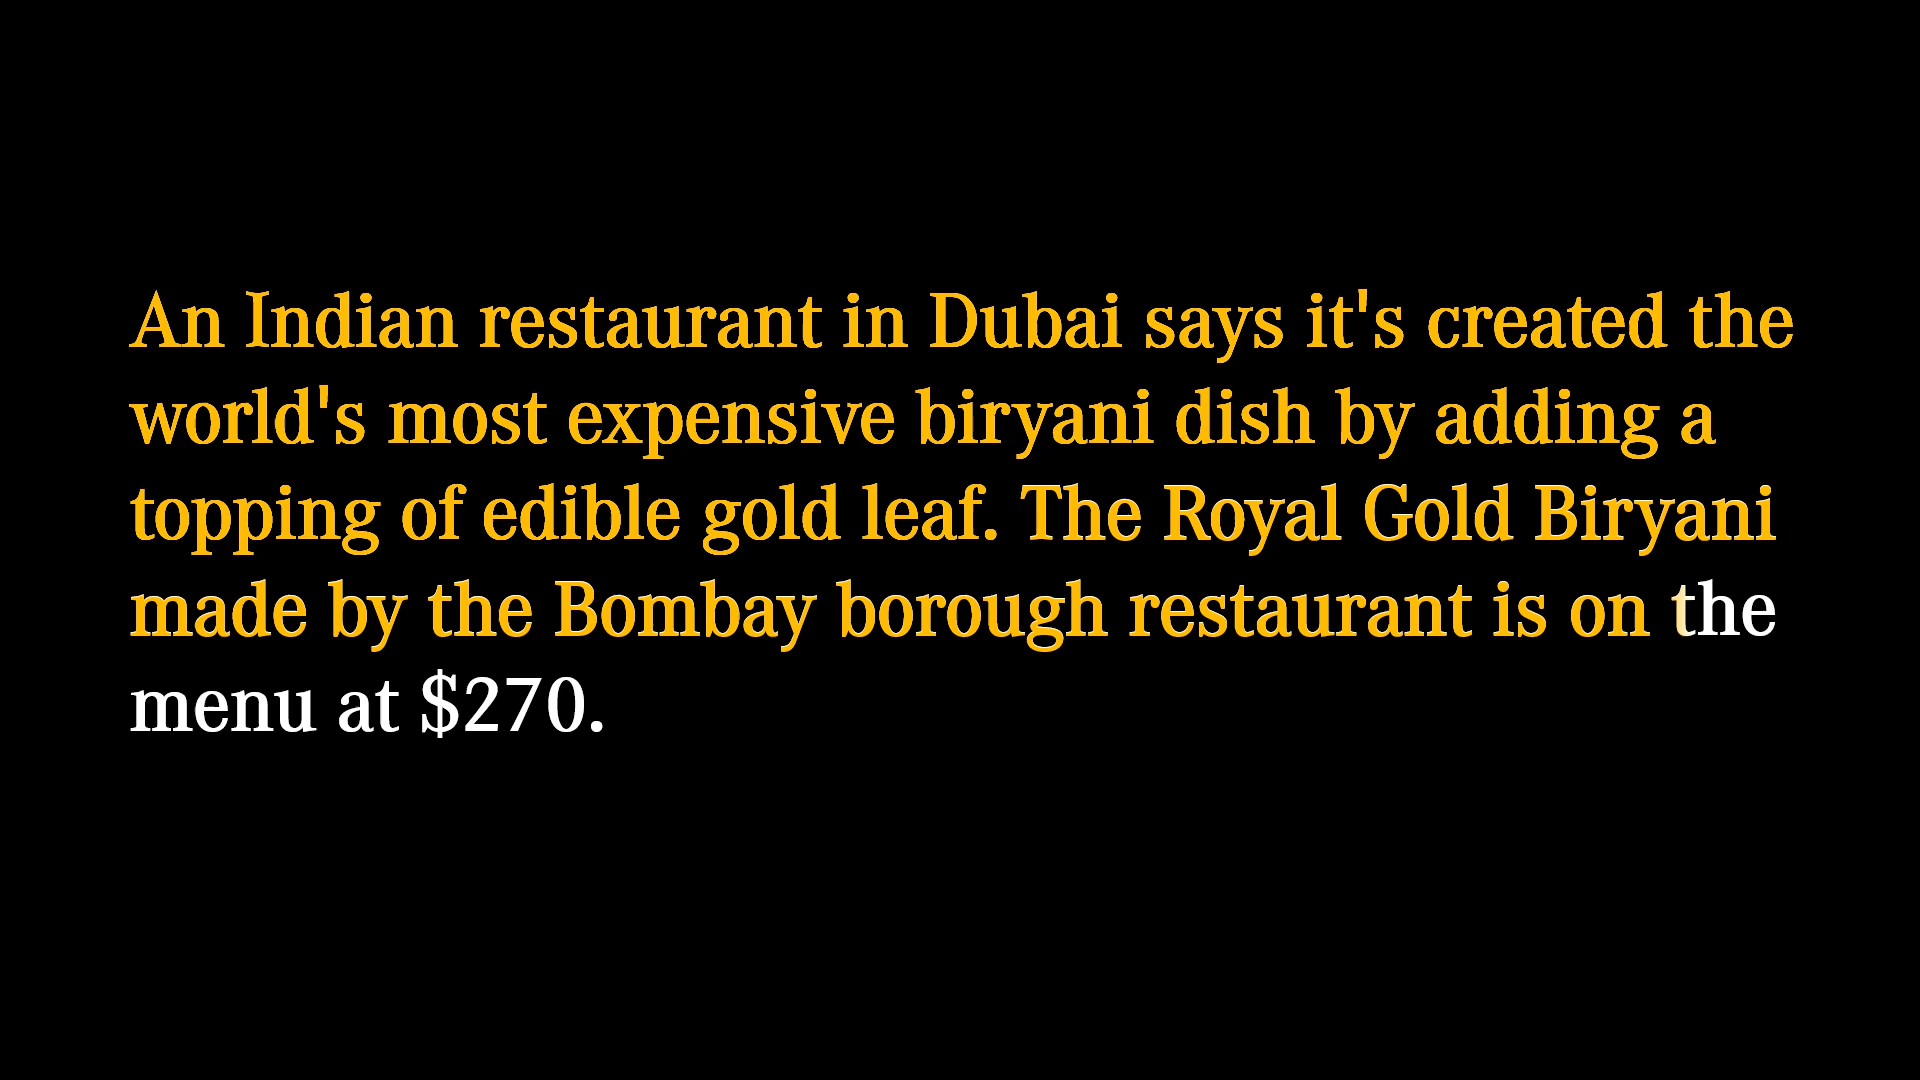 An Indian restaurant in Dubai says it's created the
world's most expensive biryani dish by adding a
topping of edible gold leaf. The Royal Gold Biryani
made by the Bombay borough restaurant is on the
menu at $270.